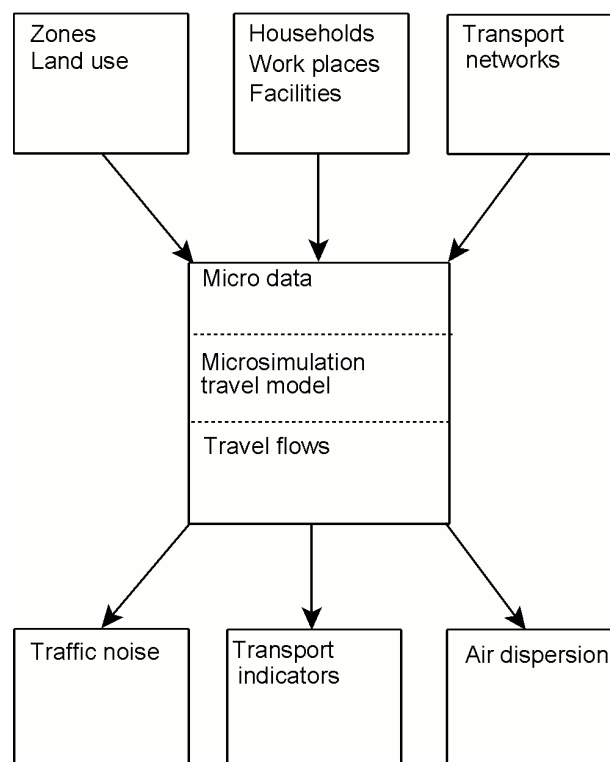 Zones
Land use
Households
Work places
Facilities
Transport
networks
Micro data
Microsimulation
travel model
Travel flows
Traffic noise
Transport
indicators
Air dispersion